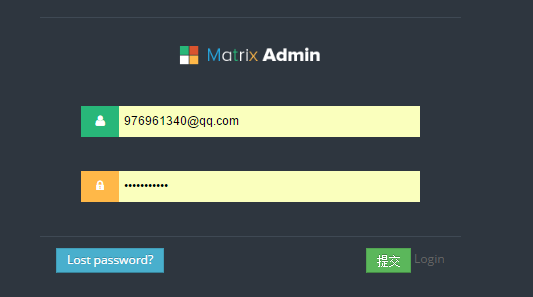 Matrix Admin
976961340@qq.com
•••••••••••
Lost password? 提交 Login